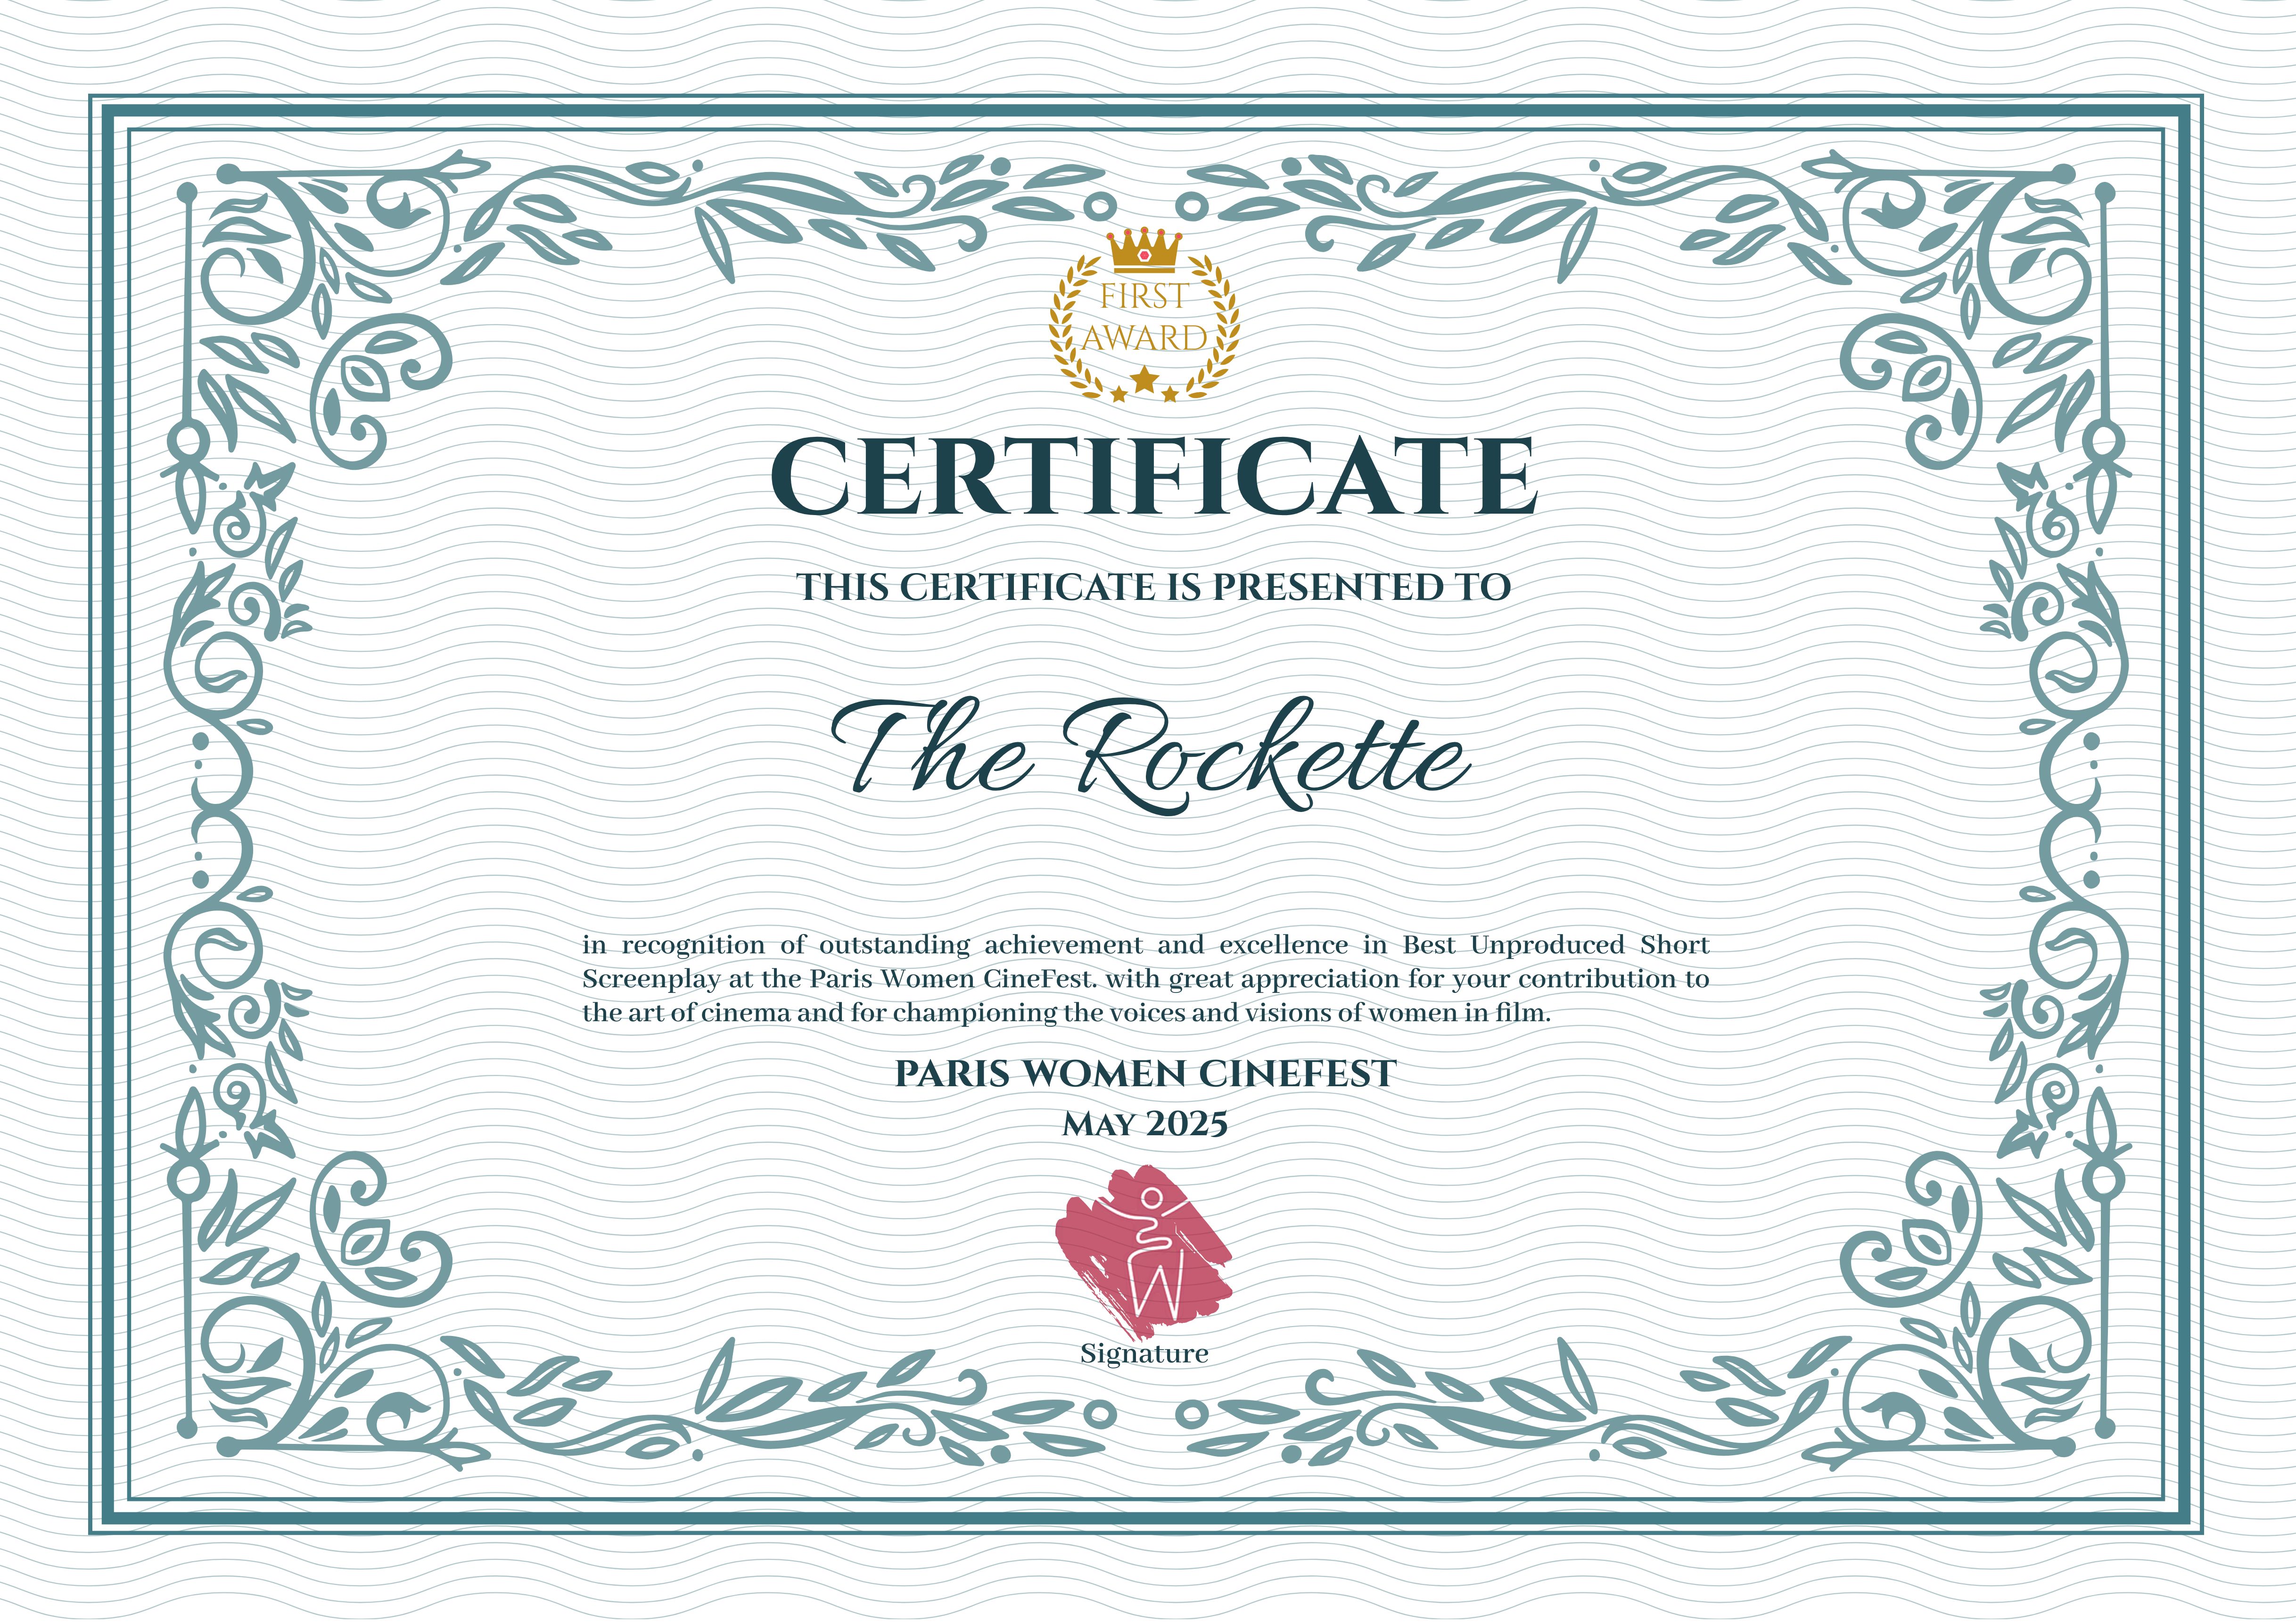 FIRST
AWARD
CERTIFICATE
THIS CERTIFICATE IS PRESENTED TO
The Rockette
in recognition of outstanding achievement and excellence in Best Unproduced Short
Screenplay at the Paris Women CineFest. with great appreciation for your contribution to
the art of cinema and for championing the voices and visions of women in film.
PARIS WOMEN CINEFEST
MAY 2025
Signature